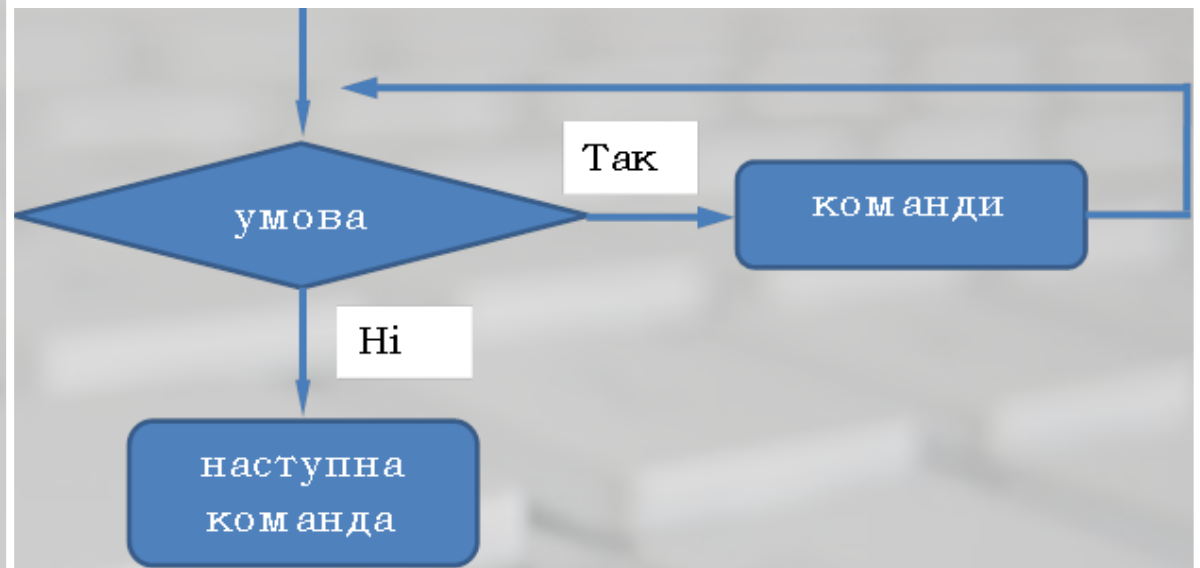 Так
команди
умова
Ні
наступна
команда